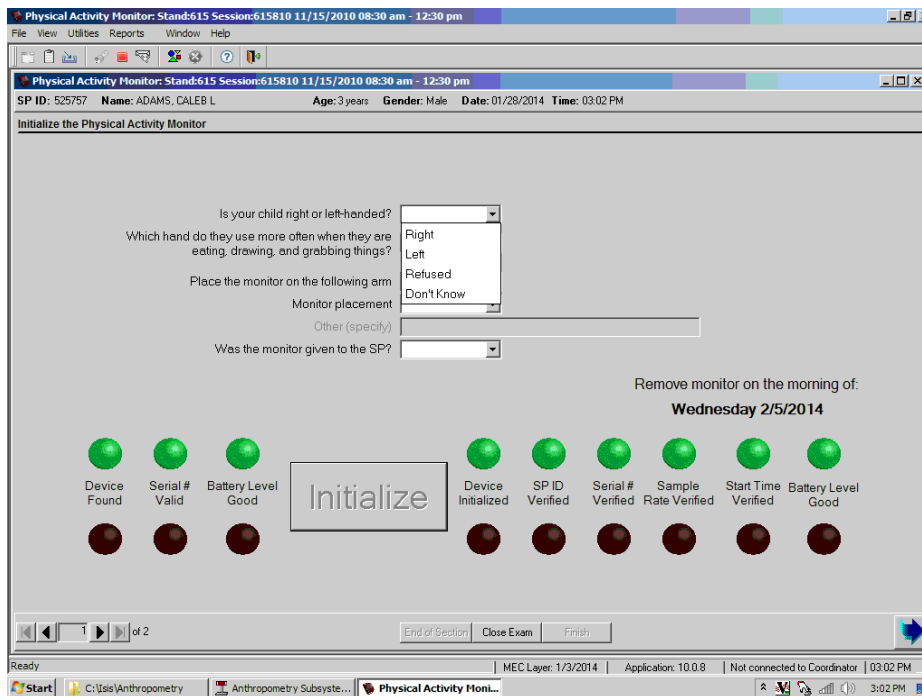 Physical Activity Monitor: Stand:615 Session:615810 11/15/2010 08:30 am - 12:30 pm
File View Utilities Reports Window Help
Physical Activity Monitor: Stand:615 Session:615810 11/15/2010 08:30 am - 12:30 pm
SP ID: 525757 Name: ADAMS, CALEB L Age: 3 years Gender: Male Date: 01/28/2014 Time: 03:02 PM
Initialize the Physical Activity Monitor
Is your child right or left-handed?
Right
Left
Refused
Don't Know
Which hand do they use more often when they are
eating, drawing, and grabbing things?
Place the monitor on the following arm
Monitor placement
Other (specify)
Was the monitor given to the SP?
Remove monitor on the morning of:
Wednesday 2/5/2014
Device Found
Serial # Valid
Battery Level Good
Initialize
Device Initialized
SP ID Verified
Serial # Verified
Sample Rate Verified
Start Time Verified
Battery Level Good
1 of 2
End of Section Close Exam Finish
Ready MEC Layer: 1/3/2014 Application: 10.0.8 Not connected to Coordinator 03:02 PM
Start C:\Isis\Anthropometry Anthropometry Subsyste... Physical Activity Moni... 3:02 PM